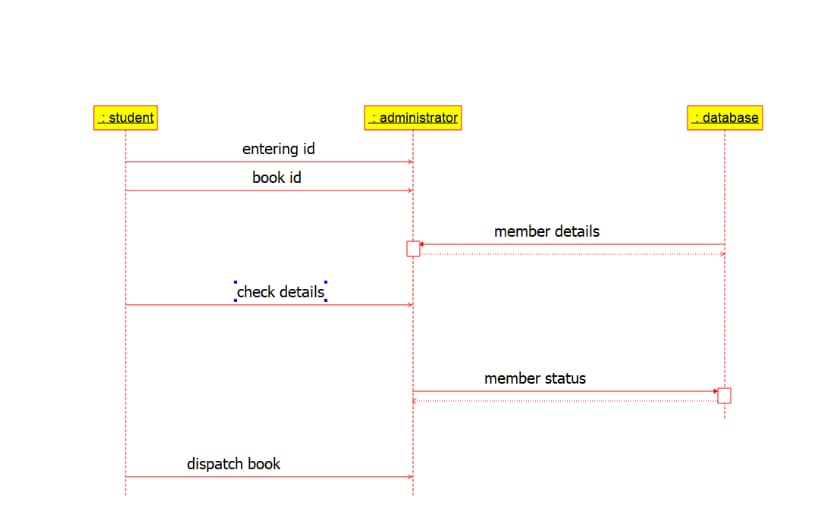 : student
: administrator
: database
entering id
book id
member details
check details
member status
dispatch book